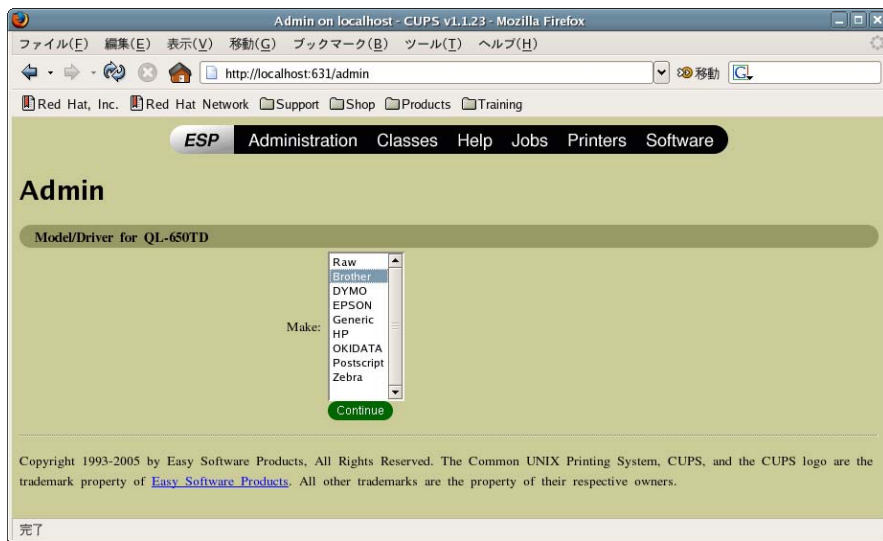 Admin on localhost - CUPS v1.1.23 - Mozilla Firefox
ファイル(F) 編集(E) 表示(V) 移動(G) ブックマーク(B) ツール(T) ヘルプ(H)
http://localhost:631/admin 移動 G
Red Hat, Inc. Red Hat Network Support Shop Products Training
ESP Administration Classes Help Jobs Printers Software
Admin
Model/Driver for QL-650TD
Make:
Raw
Brother
DYMO
EPSON
Generic
HP
OKIDATA
Postscript
Zebra
Continue
Copyright 1993-2005 by Easy Software Products, All Rights Reserved. The Common UNIX Printing System, CUPS, and the CUPS logo are the
trademark property of Easy Software Products. All other trademarks are the property of their respective owners.
完了